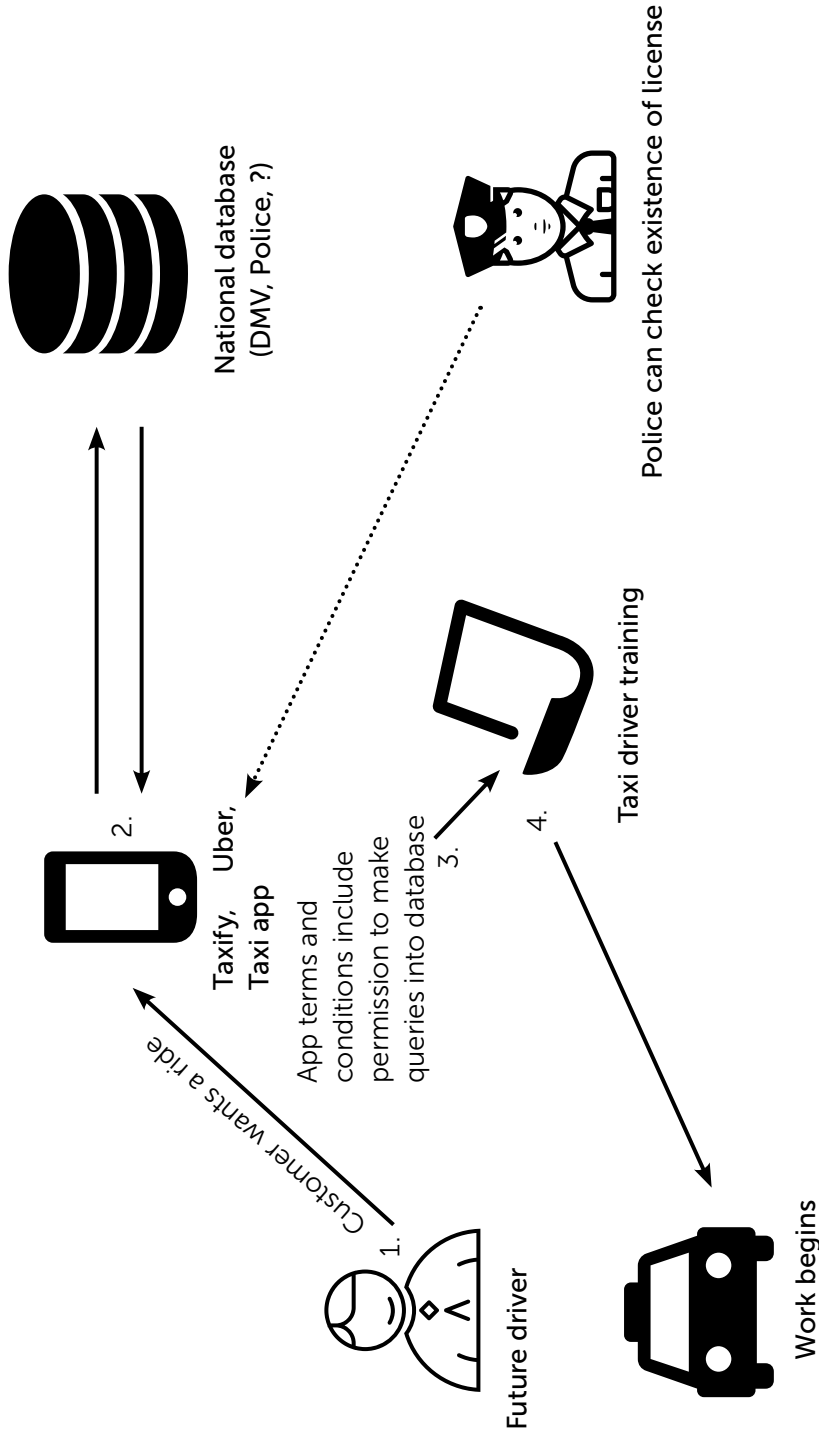 National database
(DMV, Police, ?)
2.
Taxify, Uber,
Taxi app
Customer wants a ride
App terms and
conditions include
permission to make
queries into database
1.
3.
Future driver
4.
Taxi driver training
Police can check existence of license
Work begins